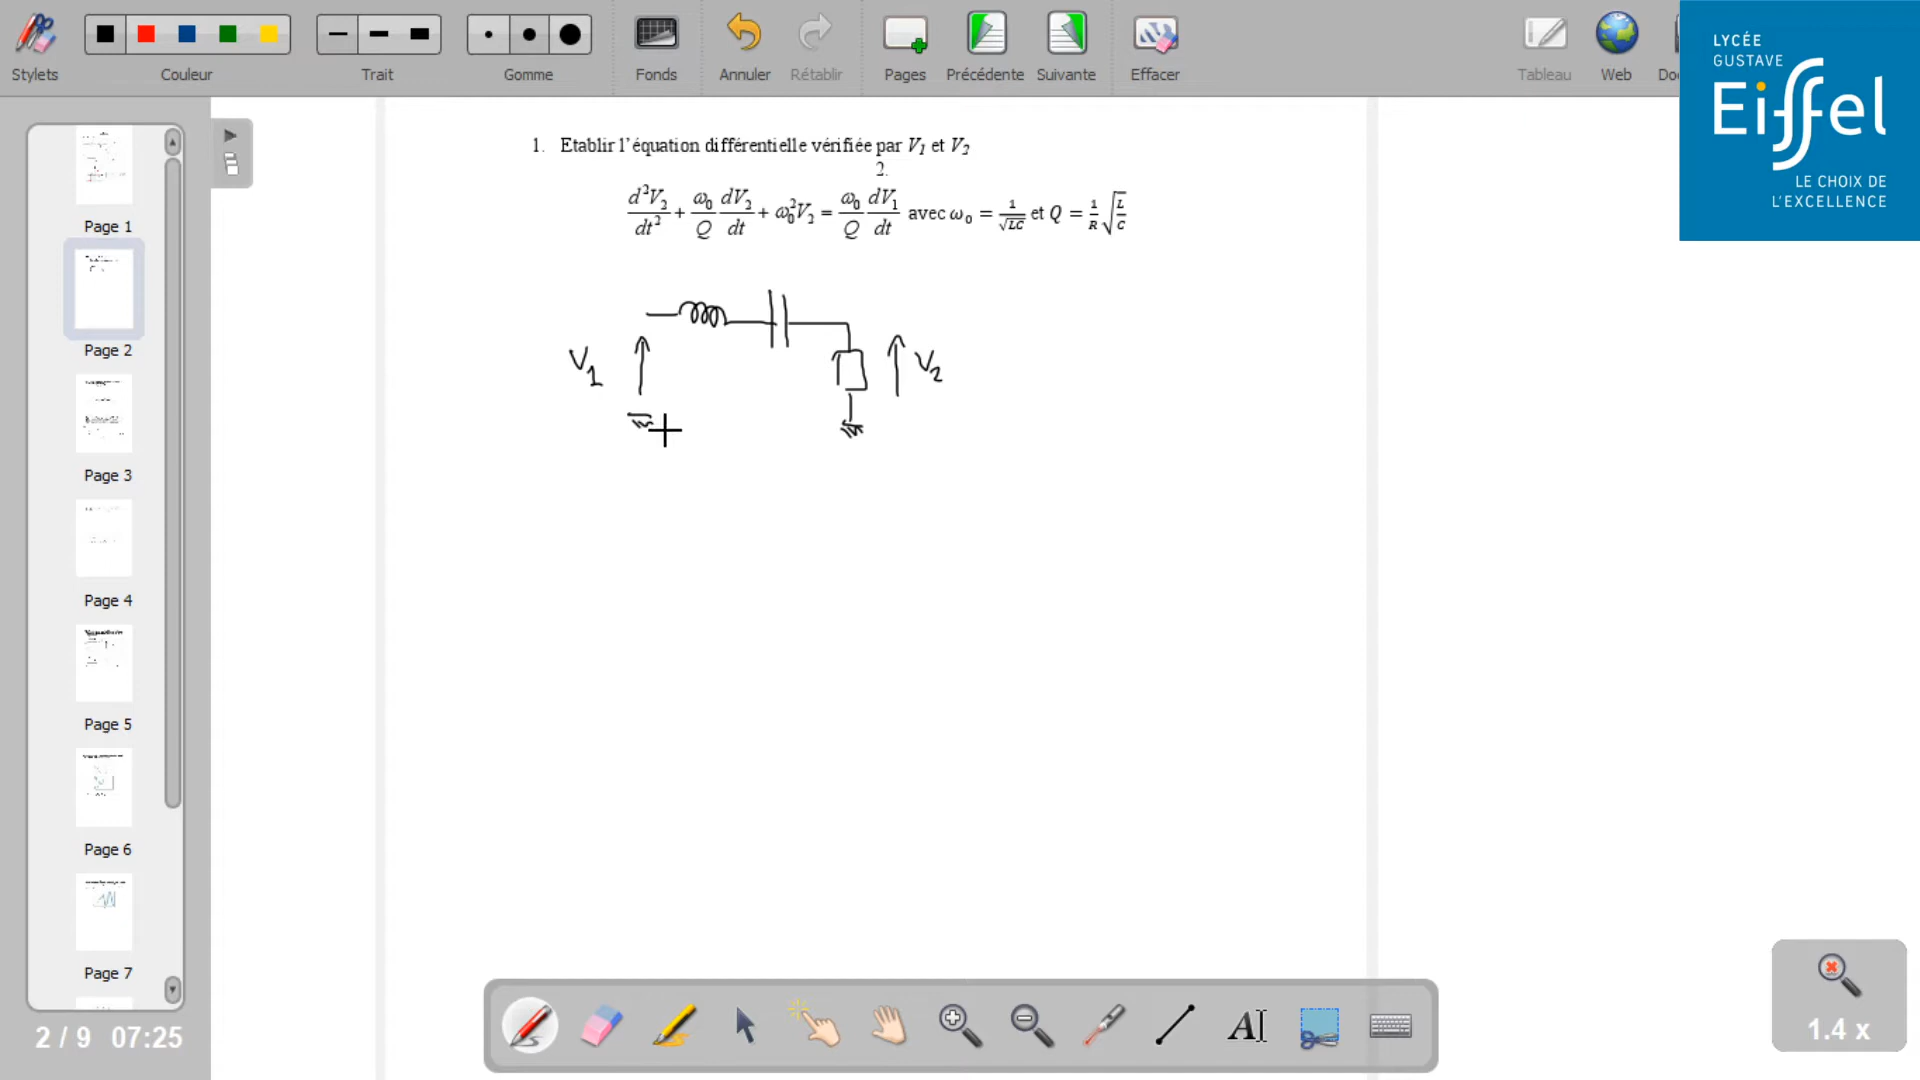 Stylets
Couleur
Trait
Gomme
Fonds
Annuler
Rétablir
Pages
Précédente
Suivante
Effacer
Tableau
Web
LYCÉE
GUSTAVE
Eiffel
LE CHOIX DE
L'EXCELLENCE
1. Etablir l'équation différentielle vérifiée par V₁ et V₂
2.
d²V₂/dt² + ω₀/Q dV₂/dt + ω₀²V₂ = ω₀/Q dV₁/dt avec ω₀ = 1/√LC et Q = 1/R √L/C
V₁
V₂
Page 1
Page 2
Page 3
Page 4
Page 5
Page 6
Page 7
2 / 9 07:25
A
1.4 x